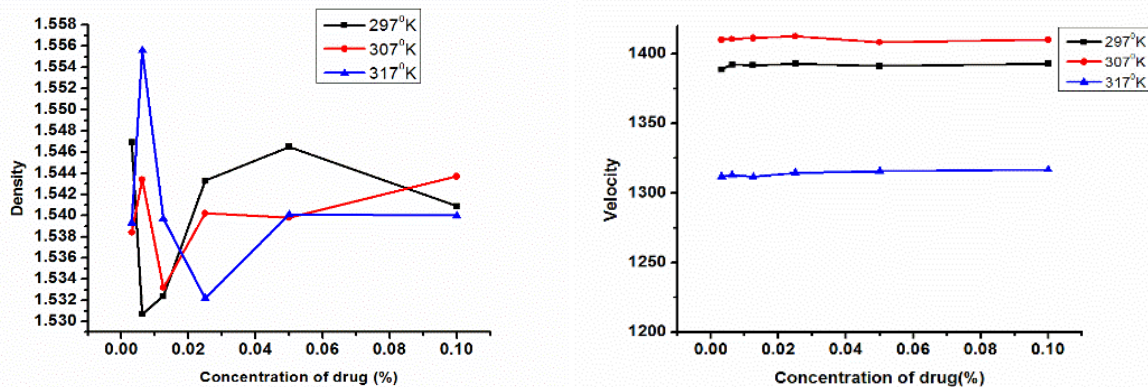 1.558
1.556
1.554
1.552
1.550
1.548
1.546
1.544
1.542
1.540
1.538
1.536
1.534
1.532
1.530
Density
0.00 0.02 0.04 0.06 0.08 0.10
Concentration of drug (%)
297⁰K
307⁰K
317⁰K
1400
1300
1200
Velocity
0.00 0.02 0.04 0.06 0.08 0.10
Concentration of drug(%)
297⁰K
307⁰K
317⁰K